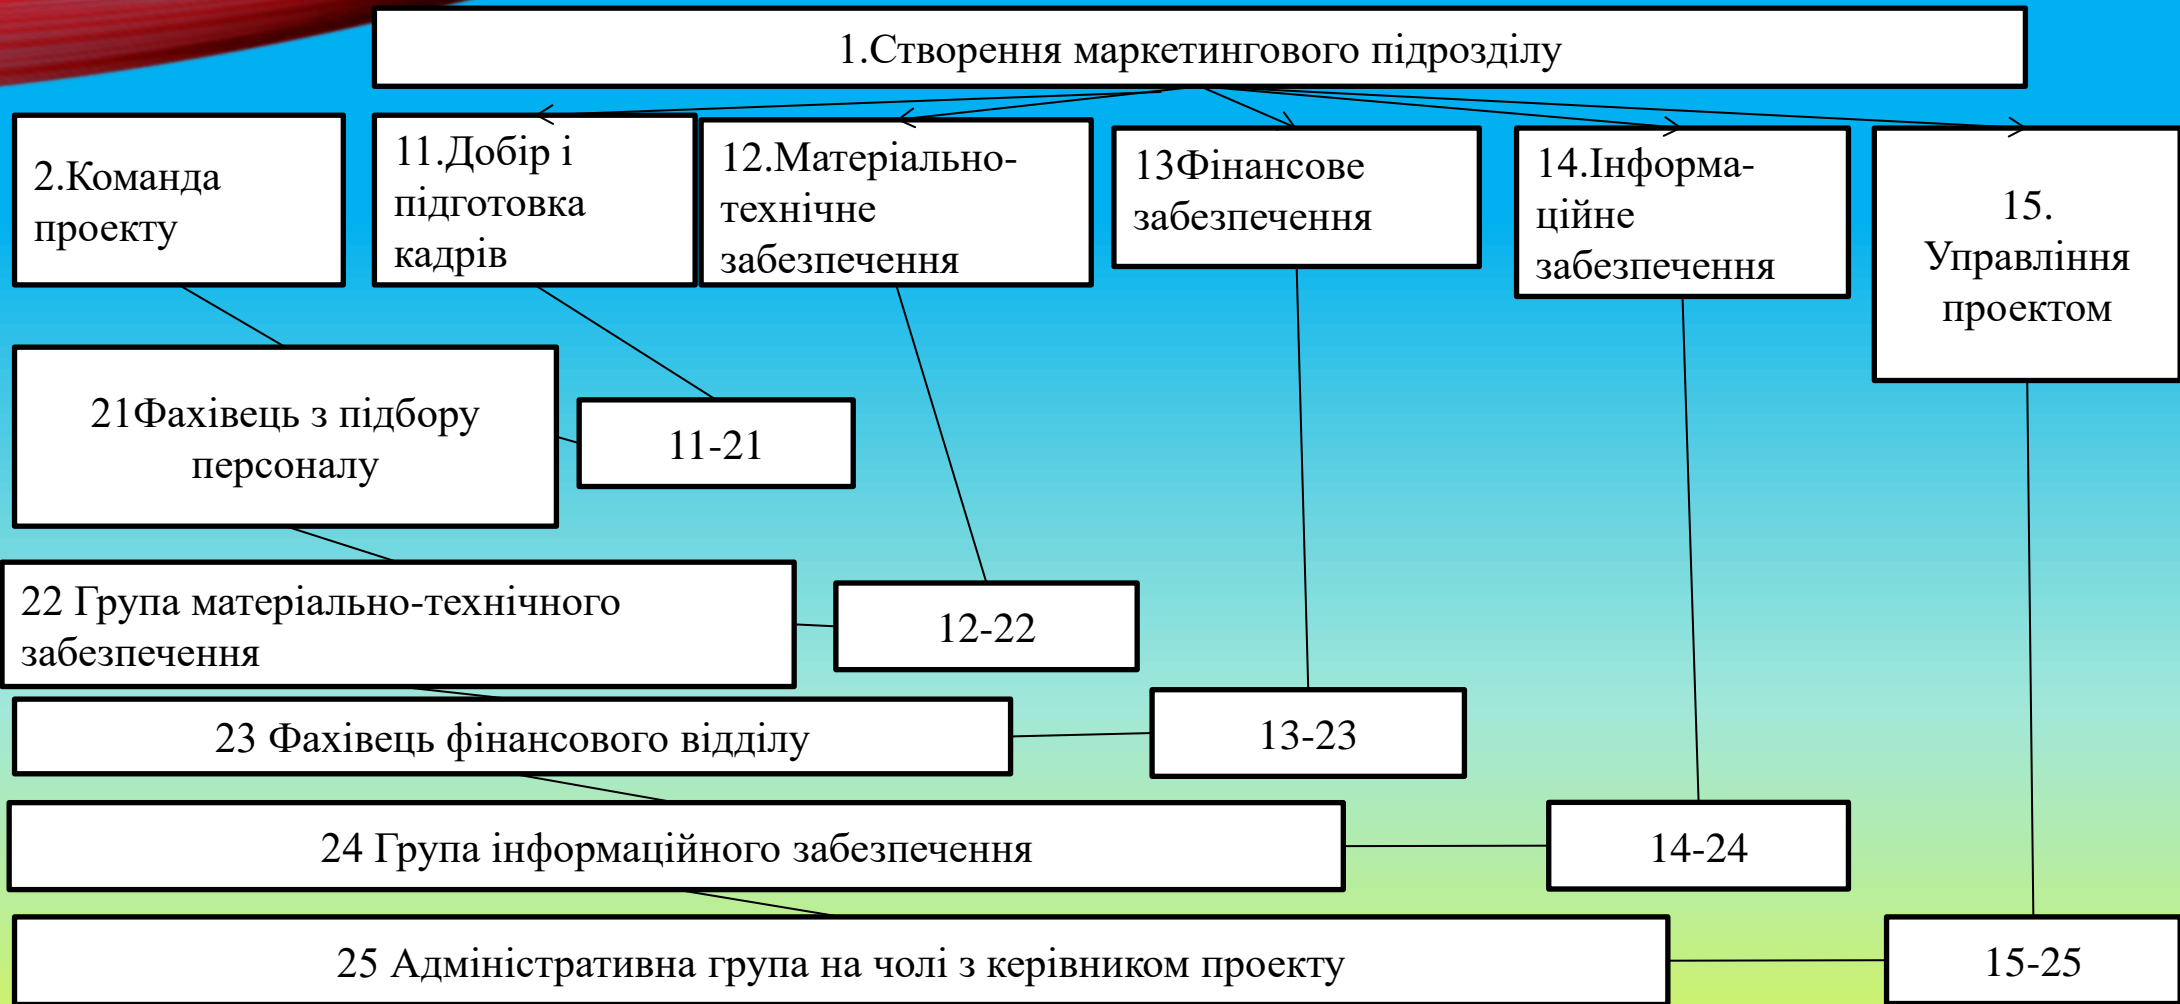 1.Створення маркетингового підрозділу
2.Команда
проекту
11.Добір і
підготовка
кадрів
12.Матеріально-
технічне
забезпечення
13Фінансове
забезпечення
14.Інформа-
ційне
забезпечення
15.
Управління
проектом
21Фахівець з підбору
персоналу
11-21
22 Група матеріально-технічного
забезпечення
12-22
23 Фахівець фінансового відділу
13-23
24 Група інформаційного забезпечення
14-24
25 Адміністративна група на чолі з керівником проекту
15-25